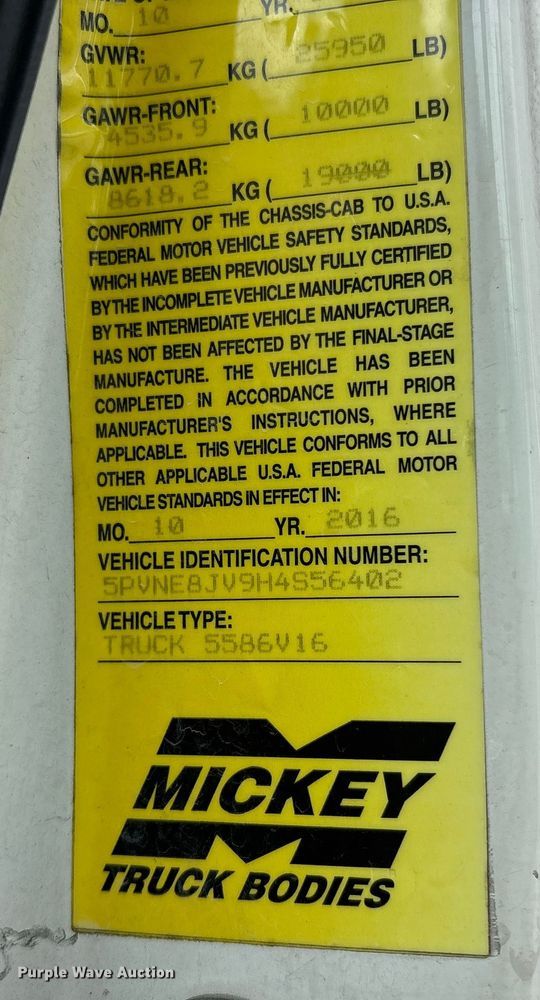 MO. 10 YR.
GVWR:
11770.7 KG ( 25950 LB)
GAWR-FRONT:
4535.9 KG ( 10000 LB)
GAWR-REAR:
8618.2 KG ( 19000 LB)
CONFORMITY OF THE CHASSIS-CAB TO U.S.A.
FEDERAL MOTOR VEHICLE SAFETY STANDARDS,
WHICH HAVE BEEN PREVIOUSLY FULLY CERTIFIED
BY THE INCOMPLETE VEHICLE MANUFACTURER OR
BY THE INTERMEDIATE VEHICLE MANUFACTURER,
HAS NOT BEEN AFFECTED BY THE FINAL-STAGE
MANUFACTURE. THE VEHICLE HAS BEEN
COMPLETED IN ACCORDANCE WITH PRIOR
MANUFACTURER'S INSTRUCTIONS, WHERE
APPLICABLE. THIS VEHICLE CONFORMS TO ALL
OTHER APPLICABLE U.S.A. FEDERAL MOTOR
VEHICLE STANDARDS IN EFFECT IN:
MO. 10 YR. 2016
VEHICLE IDENTIFICATION NUMBER:
5PVNE8JV9H4S56402
VEHICLE TYPE:
TRUCK 5586V16
MICKEY
TRUCK BODIES
Purple Wave Auction